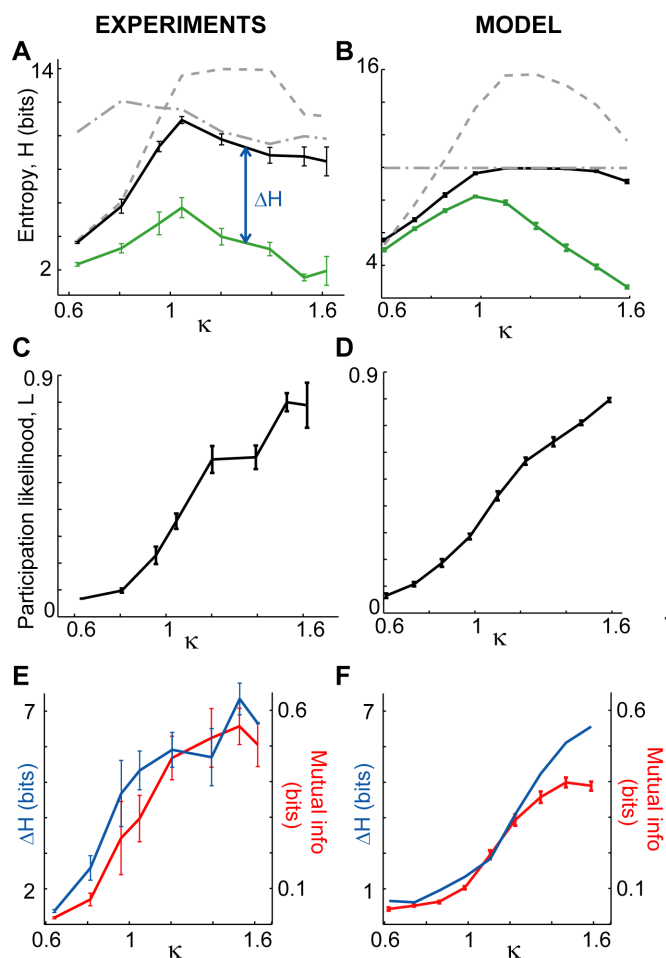 EXPERIMENTS
MODEL
A
Entropy, H (bits)
14
2
ΔH
0.6 1 1.6
κ
B
16
4
0.6 1 1.6
κ
C
Participation likelihood, L
0.9
0
0.6 1 1.6
κ
D
0.9
0
0.6 1 1.6
κ
E
ΔH (bits)
7
2
0.6
0.1
Mutual info
(bits)
0.6 1 1.6
κ
F
ΔH (bits)
7
1
0.6
0.1
Mutual info
(bits)
0.6 1 1.6
κ